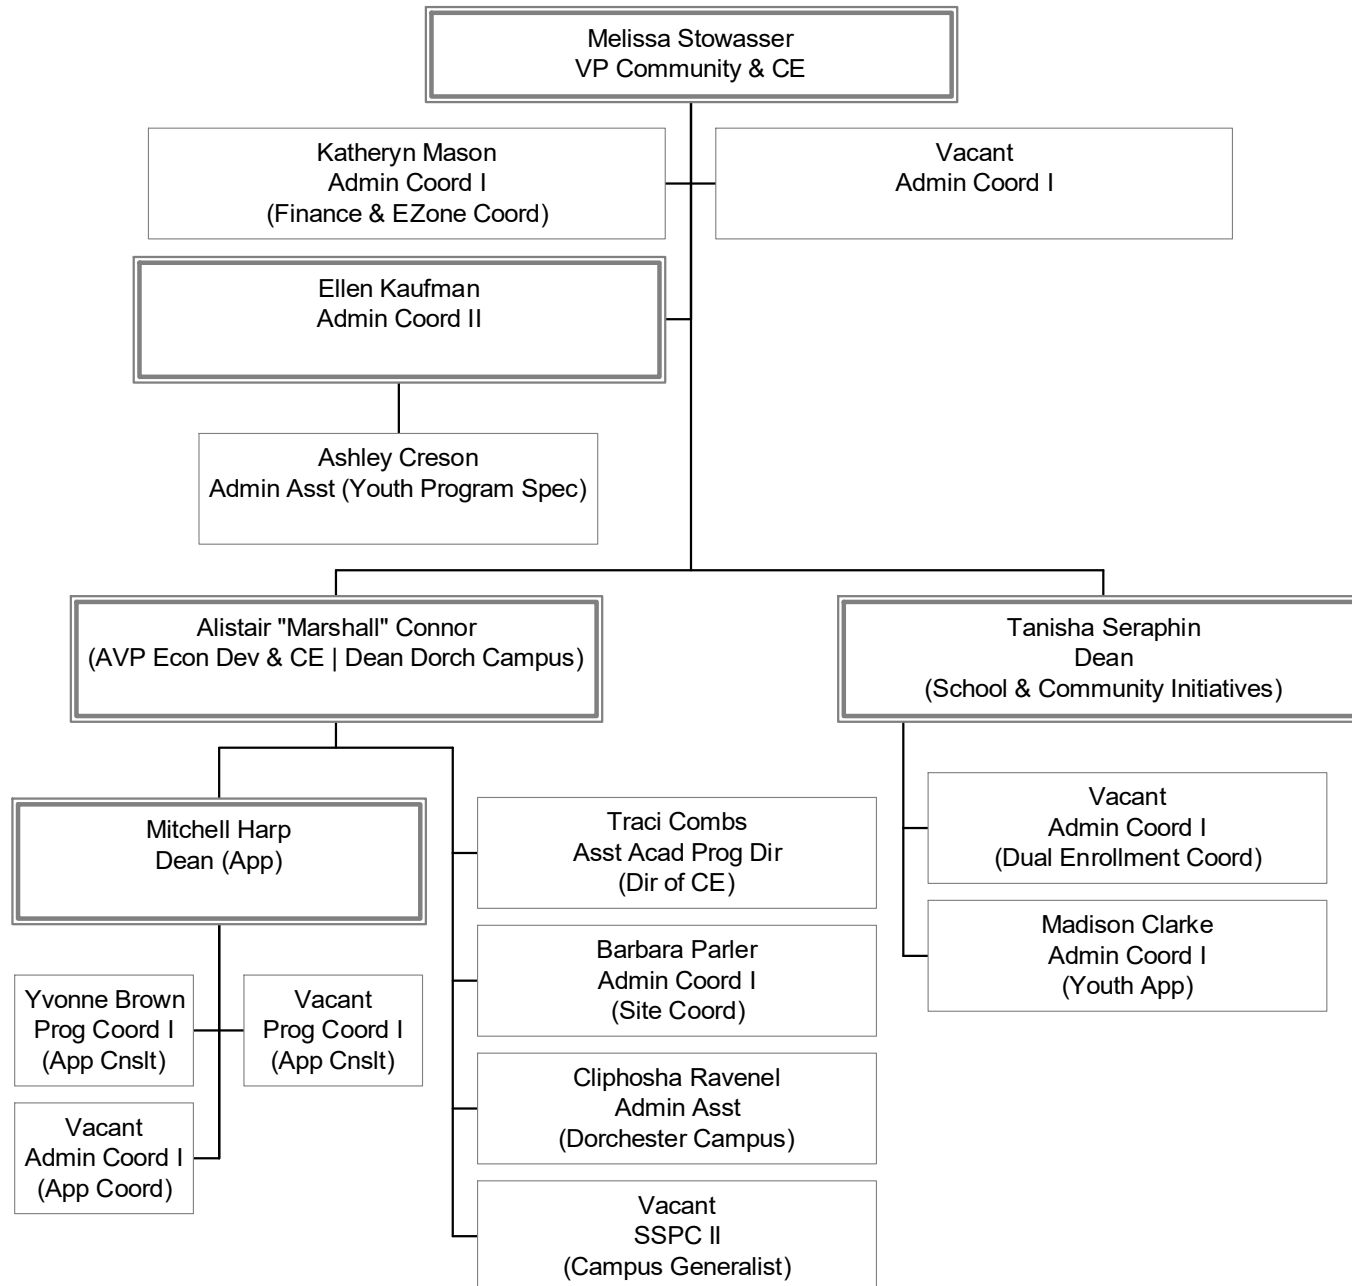 Melissa Stowasser
VP Community & CE
Katheryn Mason
Admin Coord I
(Finance & EZone Coord)
Vacant
Admin Coord I
Ellen Kaufman
Admin Coord II
Ashley Creson
Admin Asst (Youth Program Spec)
Alistair "Marshall" Connor
(AVP Econ Dev & CE | Dean Dorch Campus)
Tanisha Seraphin
Dean
(School & Community Initiatives)
Mitchell Harp
Dean (App)
Yvonne Brown
Prog Coord I
(App Cnslt)
Vacant
Prog Coord I
(App Cnslt)
Vacant
Admin Coord I
(App Coord)
Traci Combs
Asst Acad Prog Dir
(Dir of CE)
Barbara Parler
Admin Coord I
(Site Coord)
Cliphosha Ravenel
Admin Asst
(Dorchester Campus)
Vacant
SSPC II
(Campus Generalist)
Vacant
Admin Coord I
(Dual Enrollment Coord)
Madison Clarke
Admin Coord I
(Youth App)